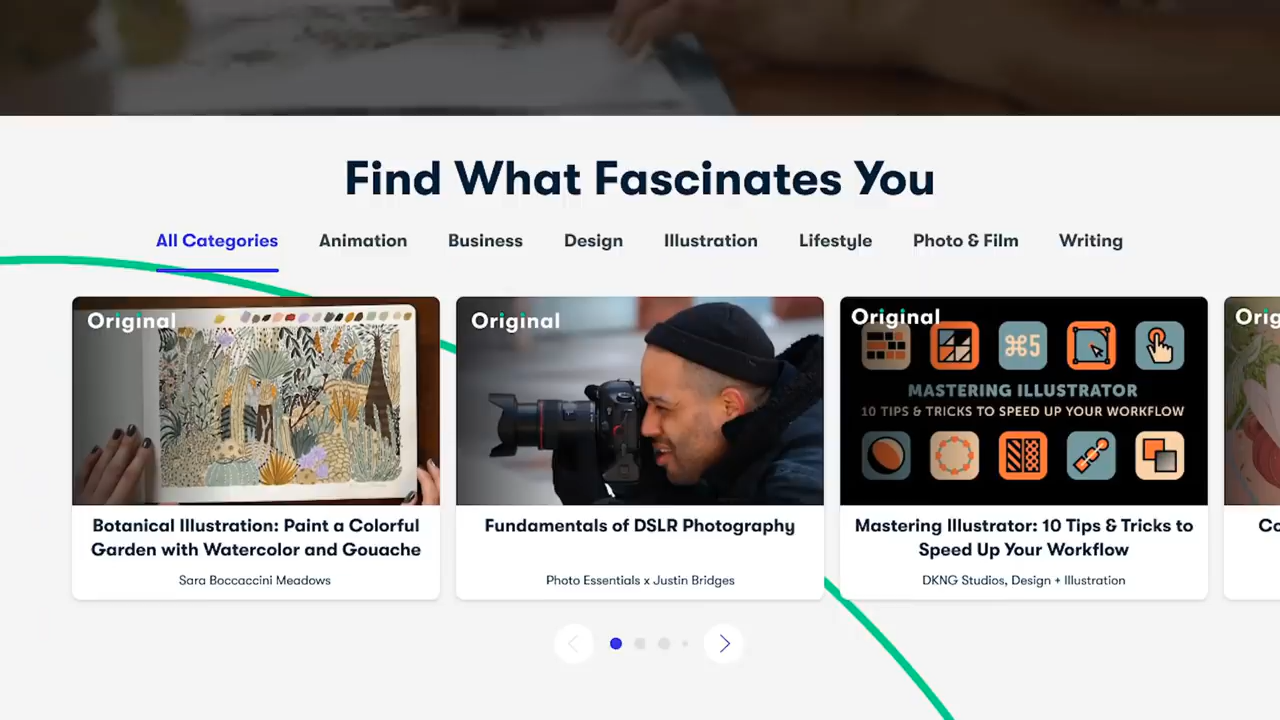 Find What Fascinates You
All Categories
Animation
Business
Design
Illustration
Lifestyle
Photo & Film
Writing
Original
Original
Original
⌘5
MASTERING ILLUSTRATOR
10 TIPS & TRICKS TO SPEED UP YOUR WORKFLOW
Botanical Illustration: Paint a Colorful
Garden with Watercolor and Gouache
Sara Boccaccini Meadows
Fundamentals of DSLR Photography
Photo Essentials x Justin Bridges
Mastering Illustrator: 10 Tips & Tricks to
Speed Up Your Workflow
DKNG Studios, Design + Illustration